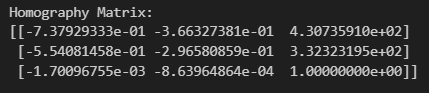 Homography Matrix:
[[-7.37929333e-01 -3.66327381e-01  4.30735910e+02]
 [-5.54081458e-01 -2.96580859e-01  3.32323195e+02]
 [-1.70096755e-03 -8.63964864e-04  1.00000000e+00]]